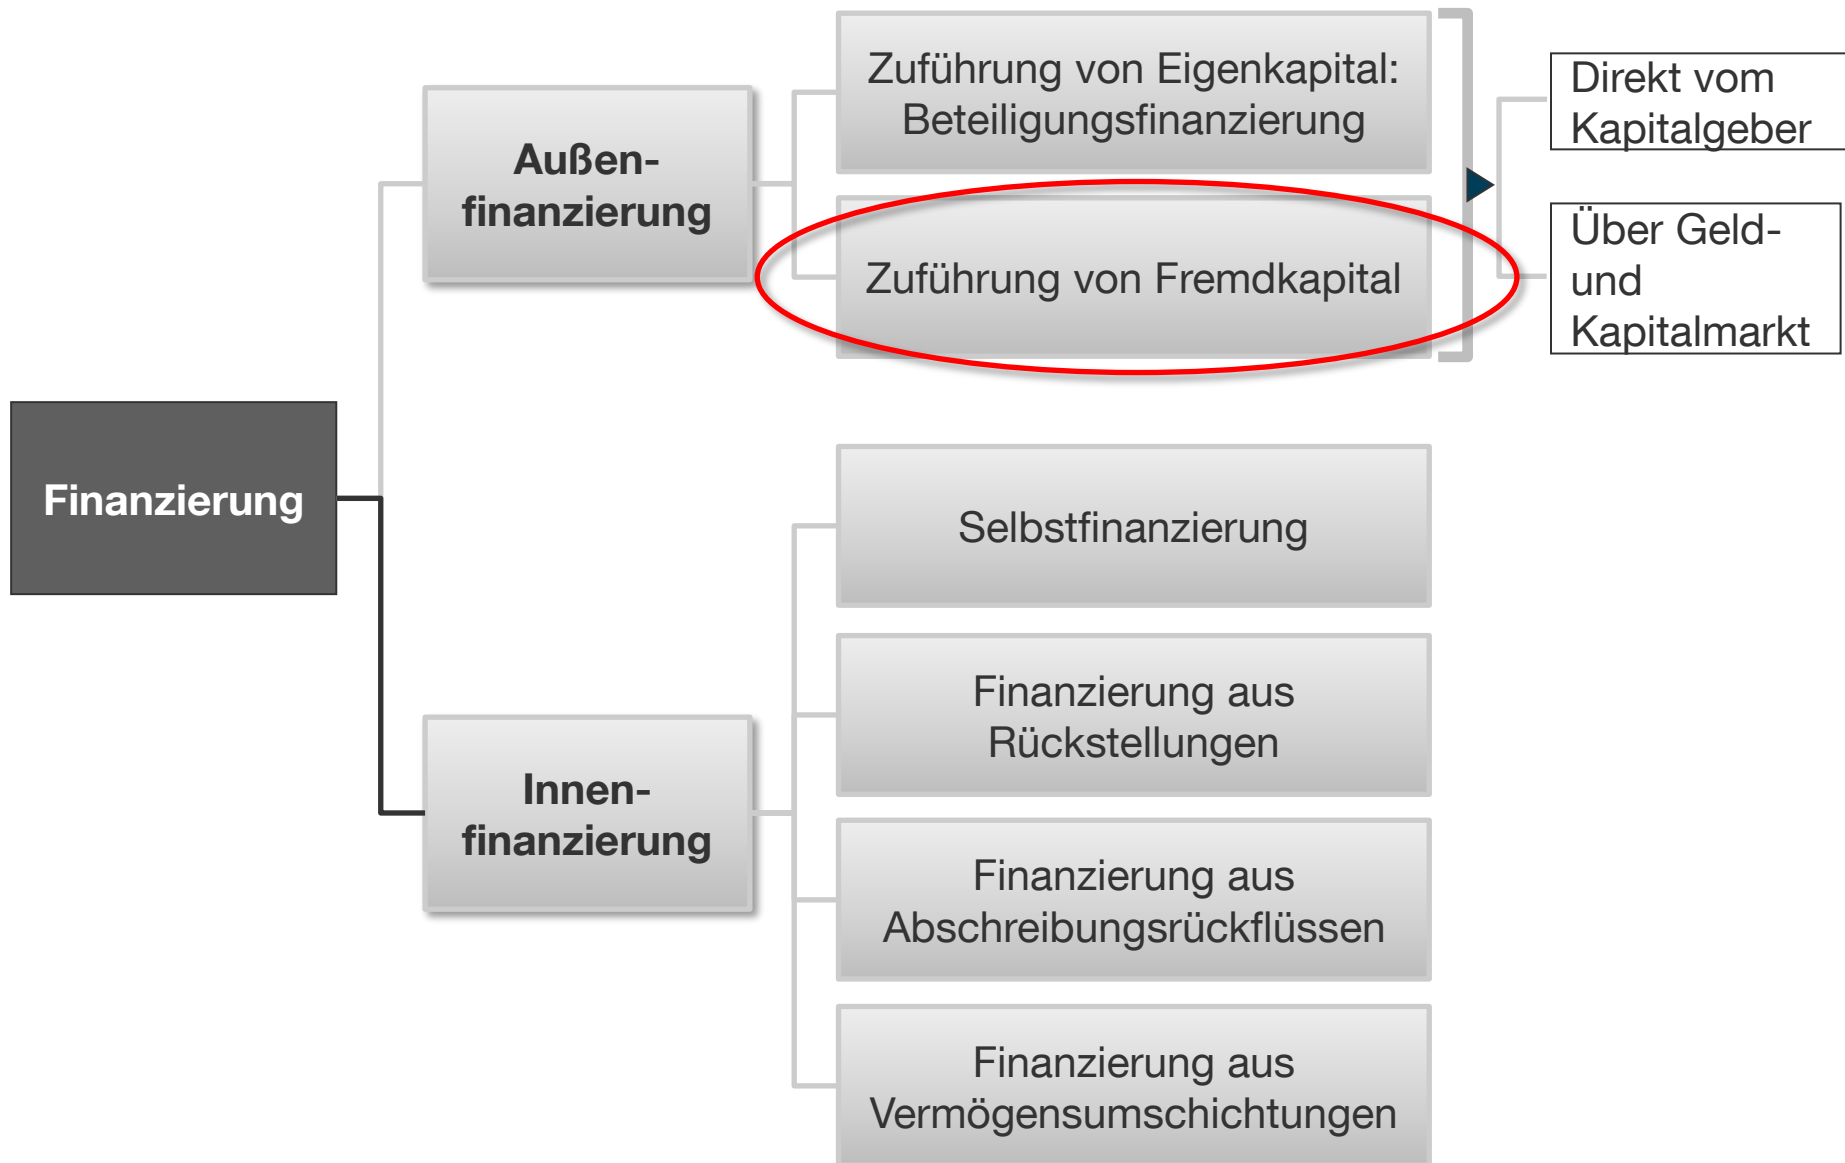 Finanzierung
Außen-
finanzierung
Zuführung von Eigenkapital:
Beteiligungsfinanzierung
Zuführung von Fremdkapital
Direkt vom
Kapitalgeber
Über Geld-
und
Kapitalmarkt
Innen-
finanzierung
Selbstfinanzierung
Finanzierung aus
Rückstellungen
Finanzierung aus
Abschreibungsrückflüssen
Finanzierung aus
Vermögensumschichtungen